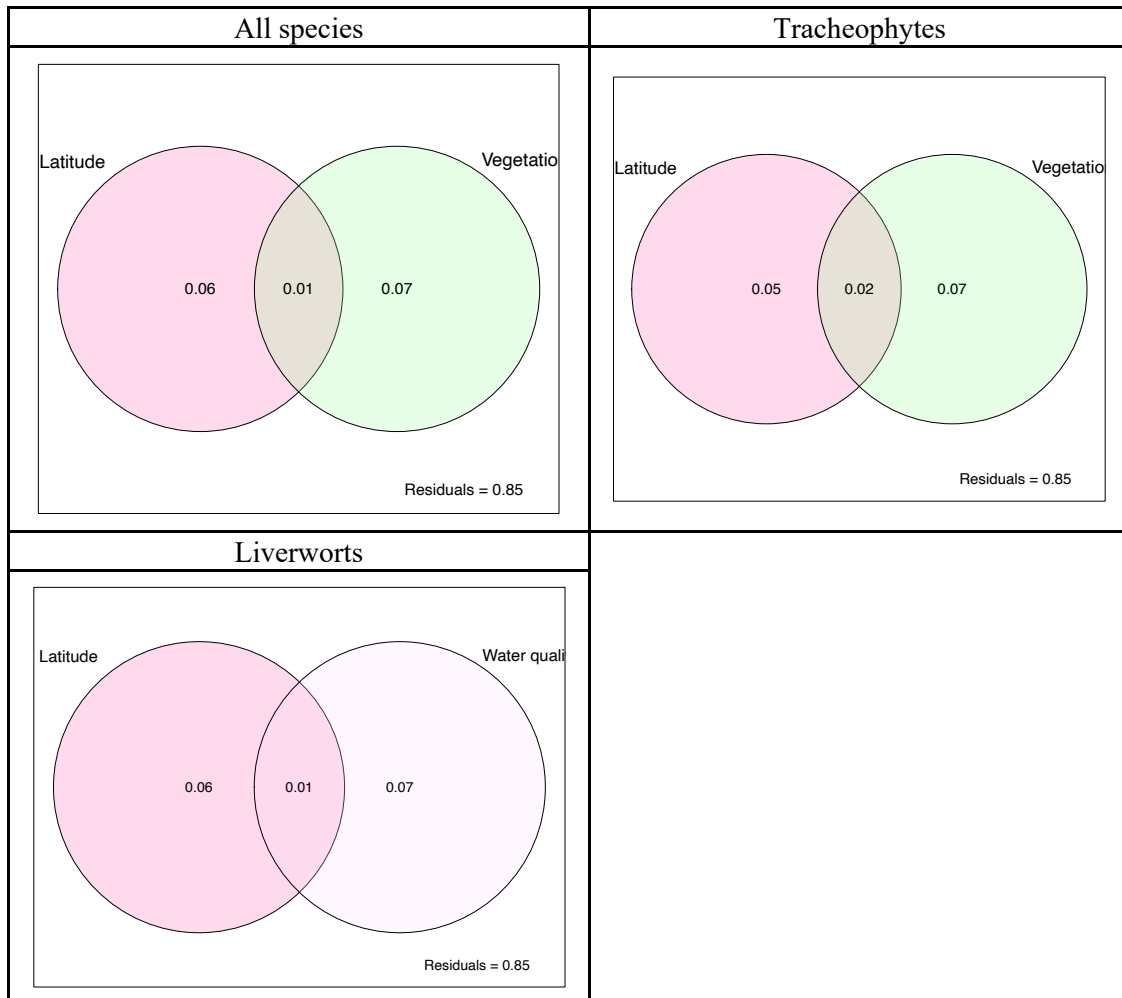 All species
Latitude
Vegetatio
0.06
0.01
0.07
Residuals = 0.85
Tracheophytes
Latitude
Vegetatio
0.05
0.02
0.07
Residuals = 0.85
Liverworts
Latitude
Water quali
0.06
0.01
0.07
Residuals = 0.85